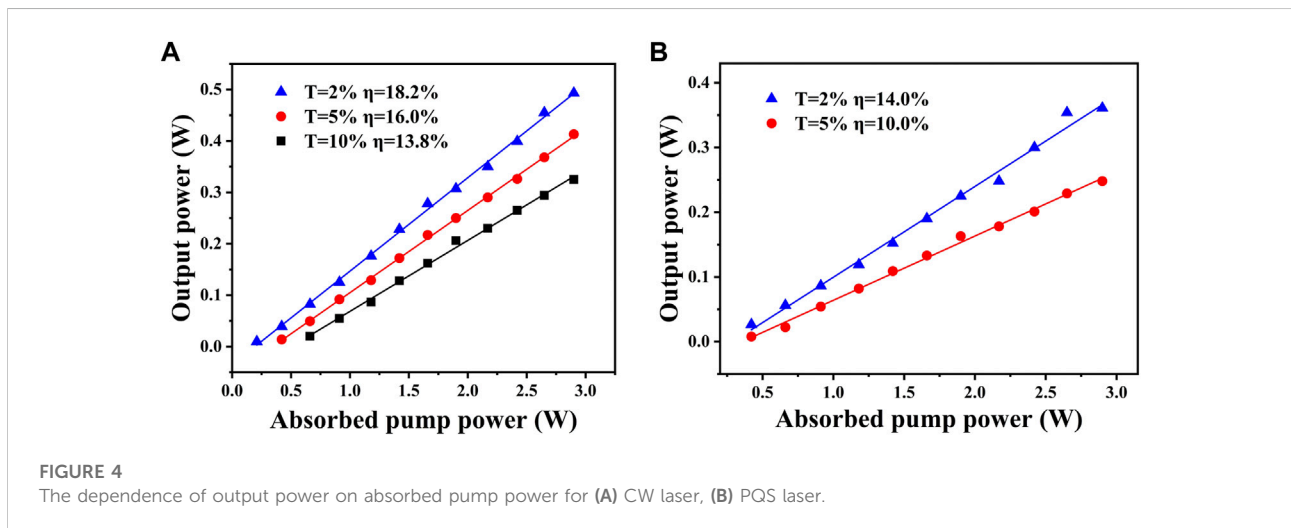 A
T=2% η=18.2%
T=5% η=16.0%
T=10% η=13.8%
Output power (W)
0.5
0.4
0.3
0.2
0.1
0.0
0.0 0.5 1.0 1.5 2.0 2.5 3.0
Absorbed pump power (W)
B
T=2% η=14.0%
T=5% η=10.0%
Output power (W)
0.4
0.3
0.2
0.1
0.0
0.5 1.0 1.5 2.0 2.5 3.0
Absorbed pump power (W)
FIGURE 4
The dependence of output power on absorbed pump power for (A) CW laser, (B) PQS laser.